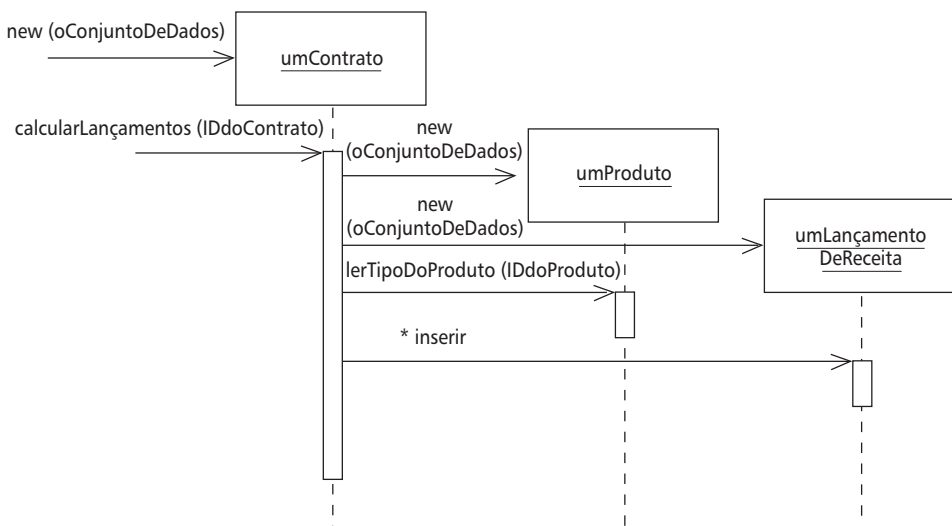 new (oConjuntoDeDados)
umContrato
calcularLançamentos (IDdoContrato)
new
(oConjuntoDeDados)
umProduto
new
(oConjuntoDeDados)
umLançamento
DeReceita
lerTipoDoProduto (IDdoProduto)
* inserir